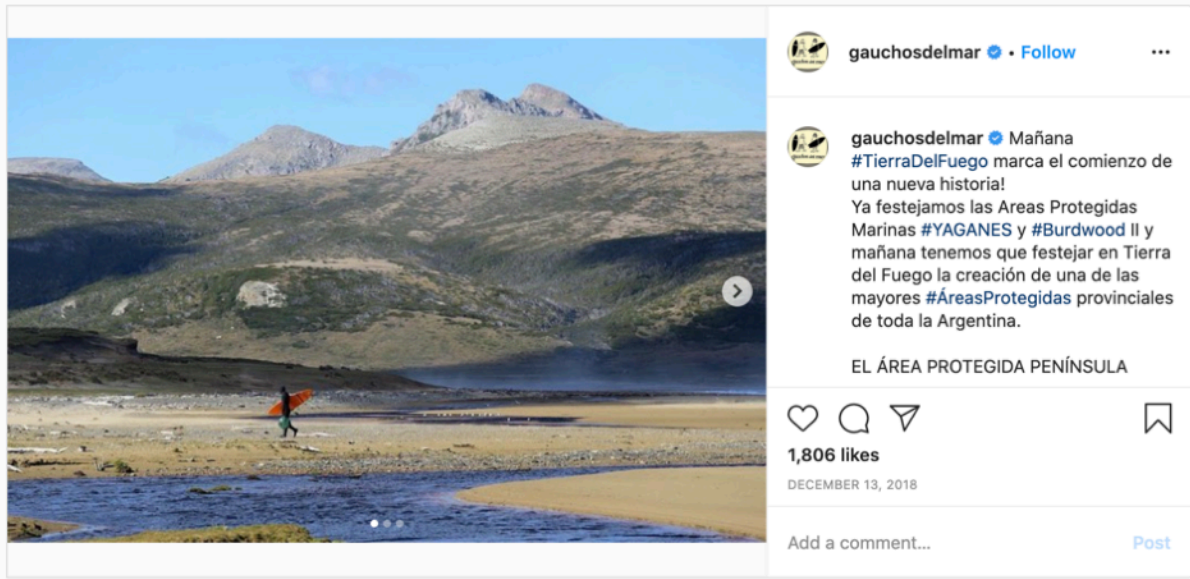 gauchosdelmar • Follow
gauchosdelmar Mañana
#TierraDelFuego marca el comienzo de
una nueva historia!
Ya festejamos las Areas Protegidas
Marinas #YAGANES y #Burdwood II y
mañana tenemos que festejar en Tierra
del Fuego la creación de una de las
mayores #ÁreasProtegidas provinciales
de toda la Argentina.
EL ÁREA PROTEGIDA PENÍNSULA
1,806 likes
DECEMBER 13, 2018
Add a comment...
Post